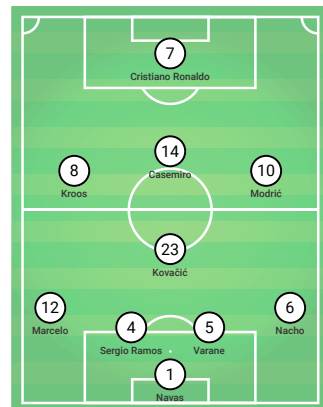 7
Cristiano Ronaldo
14
Casemiro
8
Kroos
10
Modrić
23
Kovačić
12
Marcelo
6
Nacho
4
Sergio Ramos
5
Varane
1
Navas